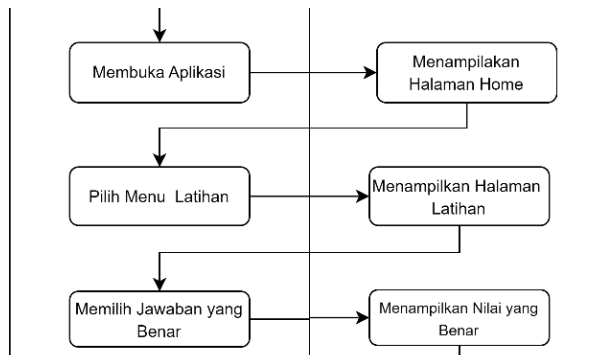 Membuka Aplikasi
Menampilakan
Halaman Home
Pilih Menu Latihan
Menampilkan Halaman
Latihan
Memilih Jawaban yang
Benar
Menampilkan Nilai yang
Benar